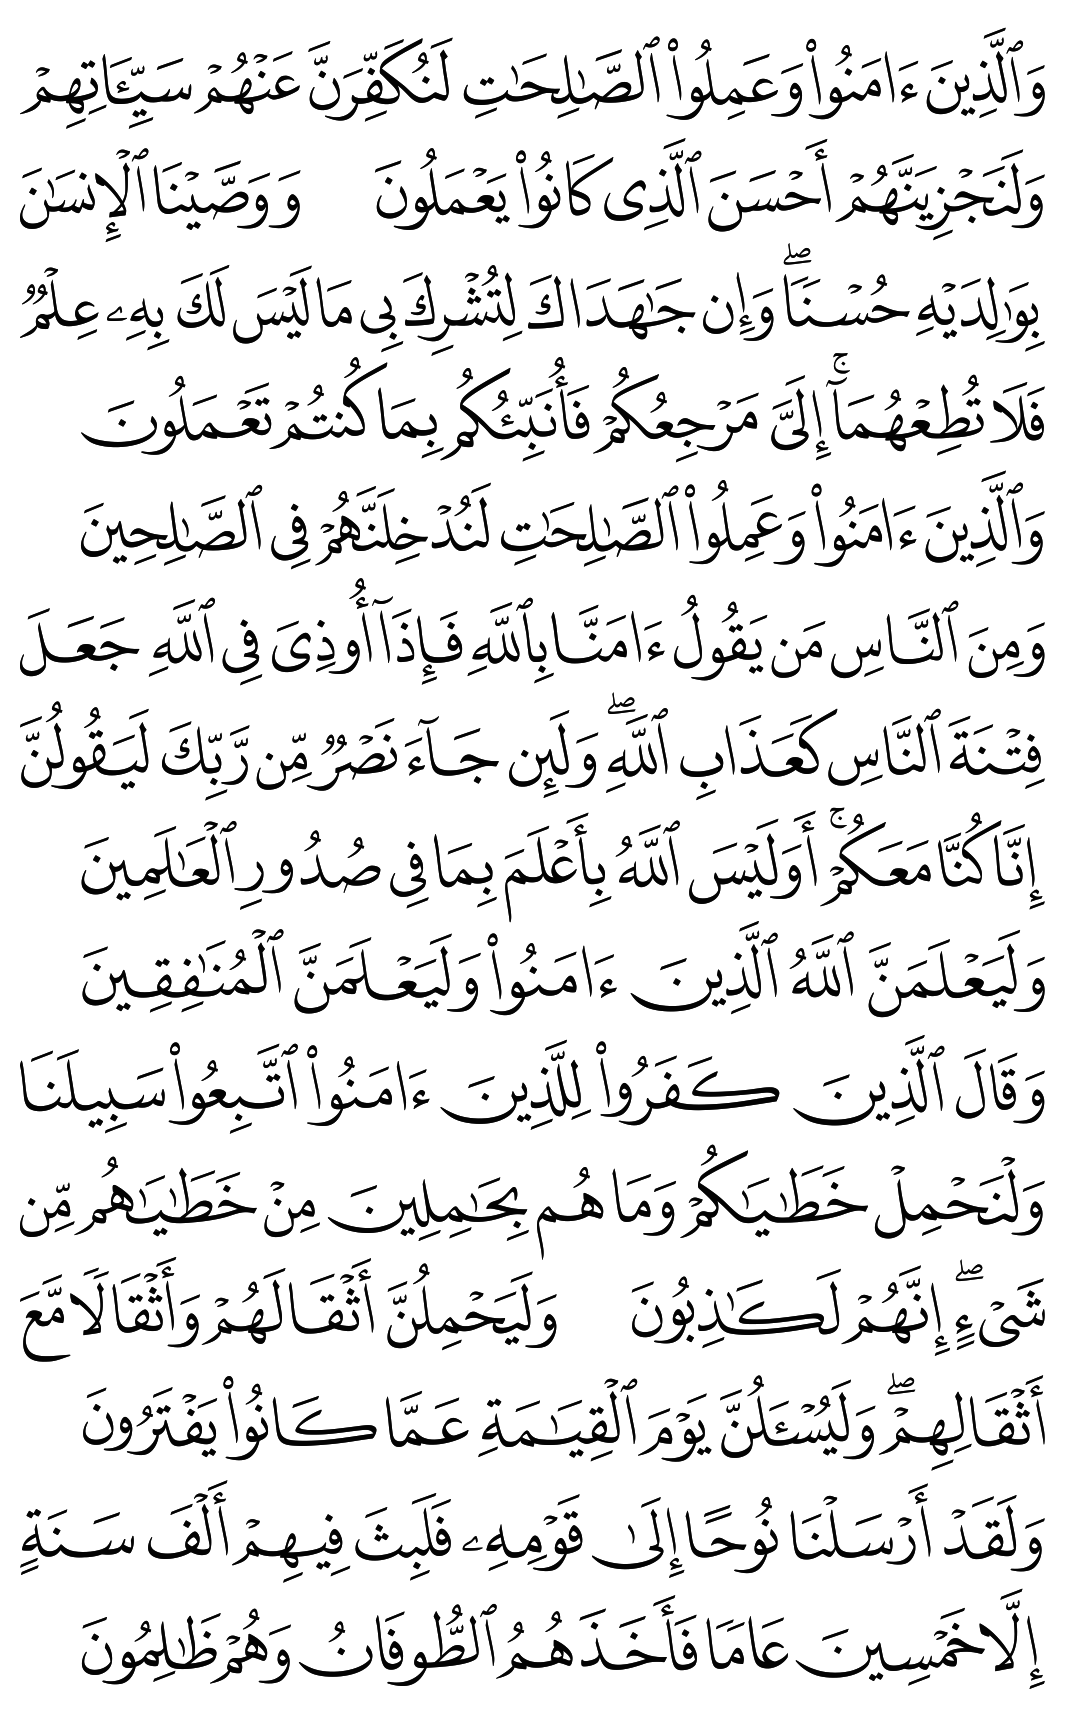 وَٱلَّذِينَ ءَامَنُوا۟ وَعَمِلُوا۟ ٱلصَّـٰلِحَـٰتِ لَنُكَفِّرَنَّ عَنْهُمْ سَيِّـَٔاتِهِمْ
وَلَنَجْزِيَنَّهُمْ أَحْسَنَ ٱلَّذِى كَانُوا۟ يَعْمَلُونَ وَوَصَّيْنَا ٱلْإِنسَـٰنَ
بِوَٰلِدَيْهِ حُسْنًا ۖ وَإِن جَـٰهَدَاكَ لِتُشْرِكَ بِى مَا لَيْسَ لَكَ بِهِۦ عِلْمٌ
فَلَا تُطِعْهُمَآ ۚ إِلَىَّ مَرْجِعُكُمْ فَأُنَبِّئُكُم بِمَا كُنتُمْ تَعْمَلُونَ
وَٱلَّذِينَ ءَامَنُوا۟ وَعَمِلُوا۟ ٱلصَّـٰلِحَـٰتِ لَنُدْخِلَنَّهُمْ فِى ٱلصَّـٰلِحِينَ
وَمِنَ ٱلنَّاسِ مَن يَقُولُ ءَامَنَّا بِٱللَّهِ فَإِذَآ أُوذِىَ فِى ٱللَّهِ جَعَلَ
فِتْنَةَ ٱلنَّاسِ كَعَذَابِ ٱللَّهِ ۖ وَلَئِن جَآءَ نَصْرٌ مِّن رَّبِّكَ لَيَقُولُنَّ
إِنَّا كُنَّا مَعَكُمْ ۚ أَوَلَيْسَ ٱللَّهُ بِأَعْلَمَ بِمَا فِى صُدُورِ ٱلْعَـٰلَمِينَ
وَلَيَعْلَمَنَّ ٱللَّهُ ٱلَّذِينَ ءَامَنُوا۟ وَلَيَعْلَمَنَّ ٱلْمُنَـٰفِقِينَ
وَقَالَ ٱلَّذِينَ كَفَرُوا۟ لِلَّذِينَ ءَامَنُوا۟ ٱتَّبِعُوا۟ سَبِيلَنَا
وَلْنَحْمِلْ خَطَـٰيَـٰكُمْ وَمَا هُم بِحَـٰمِلِينَ مِنْ خَطَـٰيَـٰهُم مِّن
شَىْءٍ ۖ إِنَّهُمْ لَكَـٰذِبُونَ وَلَيَحْمِلُنَّ أَثْقَالَهُمْ وَأَثْقَالًا مَّعَ
أَثْقَالِهِمْ ۖ وَلَيُسْـَٔلُنَّ يَوْمَ ٱلْقِيَـٰمَةِ عَمَّا كَانُوا۟ يَفْتَرُونَ
وَلَقَدْ أَرْسَلْنَا نُوحًا إِلَىٰ قَوْمِهِۦ فَلَبِثَ فِيهِمْ أَلْفَ سَنَةٍ
إِلَّا خَمْسِينَ عَامًا فَأَخَذَهُمُ ٱلطُّوفَانُ وَهُمْ ظَـٰلِمُونَ